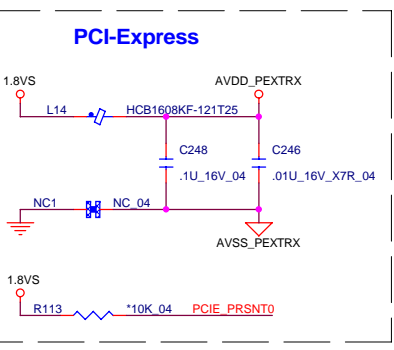 PCI-Express
1.8VS
AVDD_PEXTRX
L14
HCB1608KF-121T25
C248
C246
.1U_16V_04
.01U_16V_X7R_04
NC1
NC_04
AVSS_PEXTRX
1.8VS
R113
*10K_04
PCIE_PRSNT0